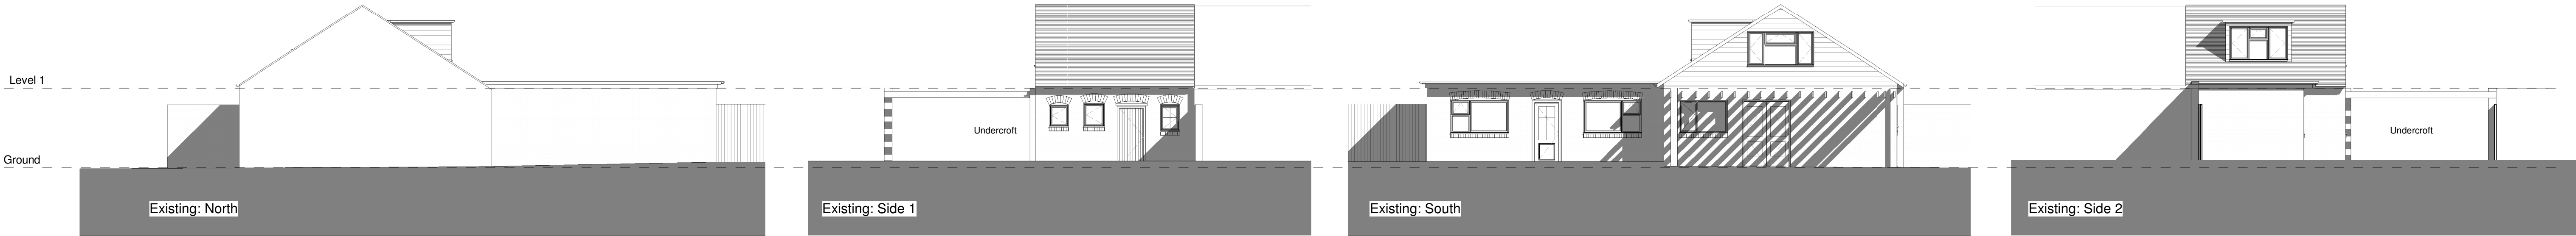 Level 1
Ground
Existing: North
Undercroft
Existing: Side 1
Existing: South
Undercroft
Existing: Side 2